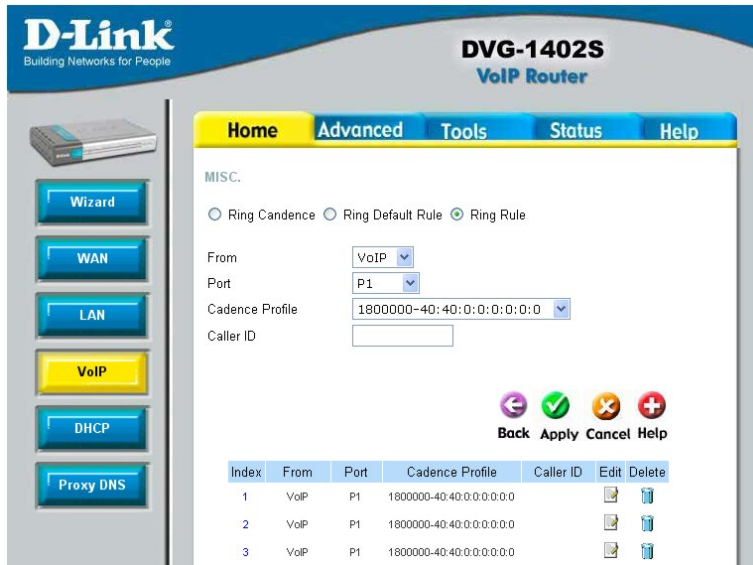 D-Link®
Building Networks for People
DVG-1402S
VoIP Router
Home Advanced Tools Status Help
Wizard
WAN
LAN
VoIP
DHCP
Proxy DNS
MISC.
Ring Candence Ring Default Rule Ring Rule
From VoIP
Port P1
Cadence Profile 1800000-40:40:0:0:0:0:0:0
Caller ID
Back Apply Cancel Help
Index From Port Cadence Profile Caller ID Edit Delete
1 VoIP P1 1800000-40:40:0:0:0:0:0:0
2 VoIP P1 1800000-40:40:0:0:0:0:0:0
3 VoIP P1 1800000-40:40:0:0:0:0:0:0